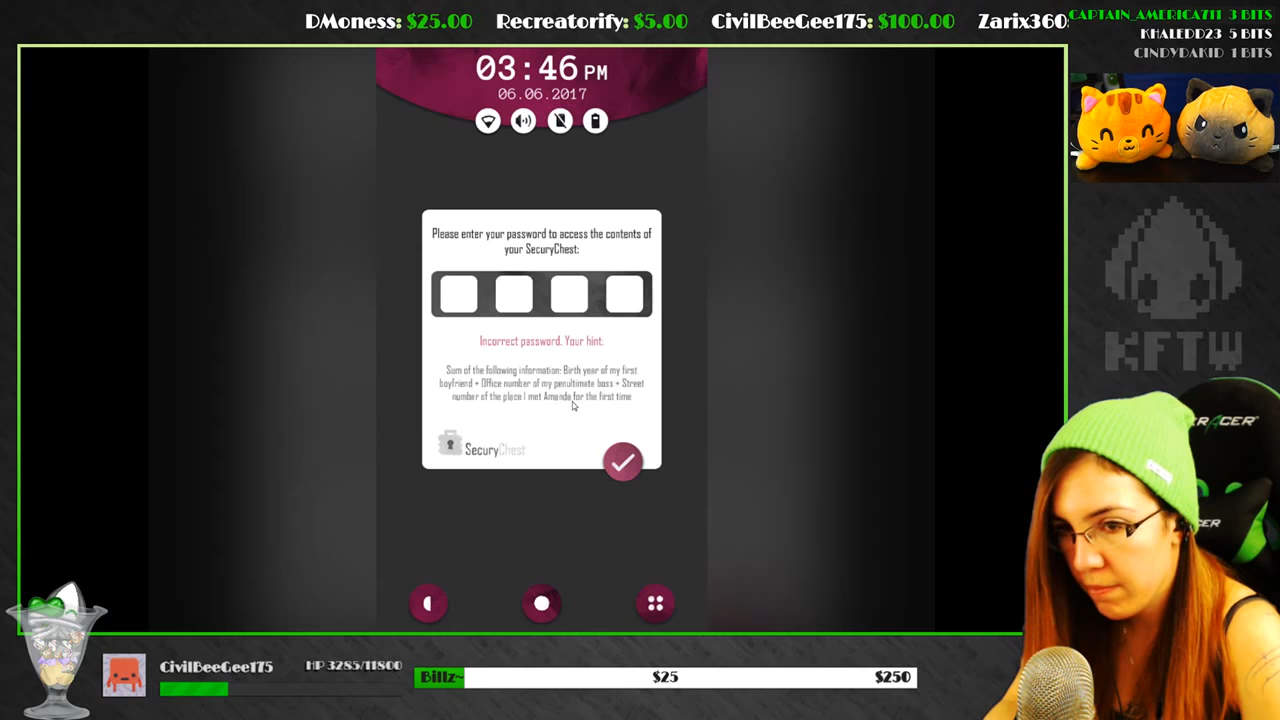 DMoness: $25.00 Recreatorify: $5.00 CivilBeeGee175: $100.00 Zarix360:
CAPTAIN_AMERICA711 3 BITS
KHALEDD23 5 BITS
CINDYDAKID 1 BITS
03:46 PM
06.06.2017
Please enter your password to access the contents of
your SecuryChest:
Incorrect password. Your hint:
Sum of the following information: Birth year of my first
boyfriend + Office number of my penultimate boss + Street
number of the place I met Amanda for the first time
SecuryChest
KFTW
CivilBeeGee175 HP 3285/11800
Billz~ $25 $250